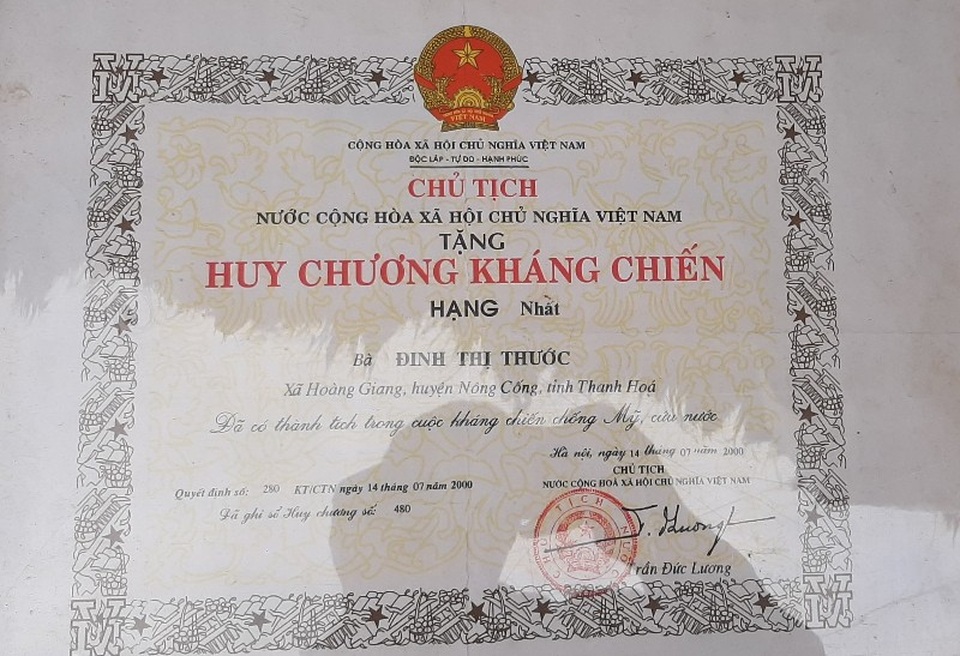 VIỆT NAM
CỘNG HÒA XÃ HỘI CHỦ NGHĨA VIỆT NAM
ĐỘC LẬP - TỰ DO - HẠNH PHÚC
CHỦ TỊCH
NƯỚC CỘNG HÒA XÃ HỘI CHỦ NGHĨA VIỆT NAM
TẶNG
HUY CHƯƠNG KHÁNG CHIẾN
HẠNG Nhất
Bà ĐINH THỊ THƯỚC
Xã Hoàng Giang, huyện Nông Cống, tỉnh Thanh Hoá
Đã có thành tích trong cuộc kháng chiến chống Mỹ, cứu nước
Hà nội, ngày 14 tháng 07 năm 2000
CHỦ TỊCH
NƯỚC CỘNG HOÀ XÃ HỘI CHỦ NGHĨA VIỆT NAM
Quyết định số: 280 KT/CTN ngày 14 tháng 07 năm 2000
Đã ghi sổ Huy chương số: 480
CHỦ TỊCH NƯỚC
Trần Đức Lương